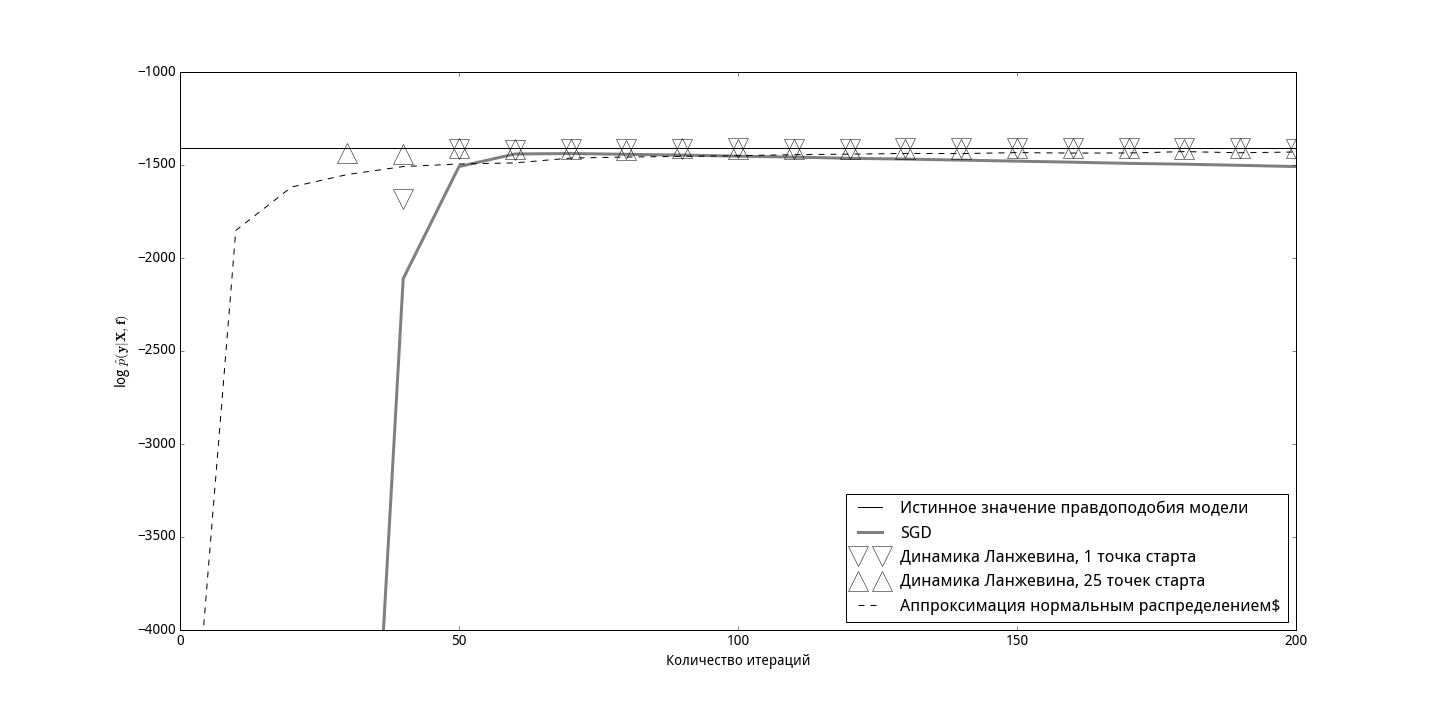 −1000
−1500
−2000
−2500
−3000
−3500
−4000
0
50
100
150
200
log p̂(y|X, f)
Количество итераций
Истинное значение правдоподобия модели
SGD
Динамика Ланжевина, 1 точка старта
Динамика Ланжевина, 25 точек старта
Аппроксимация нормальным распределением$